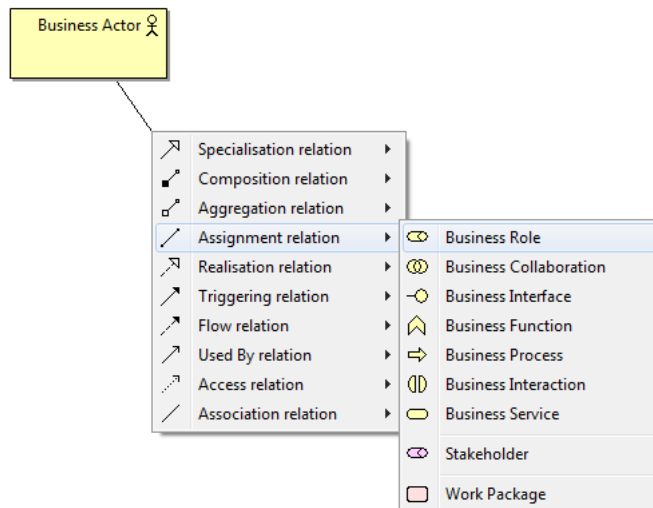 Business Actor
Specialisation relation
Composition relation
Aggregation relation
Assignment relation
Realisation relation
Triggering relation
Flow relation
Used By relation
Access relation
Association relation
Business Role
Business Collaboration
Business Interface
Business Function
Business Process
Business Interaction
Business Service
Stakeholder
Work Package